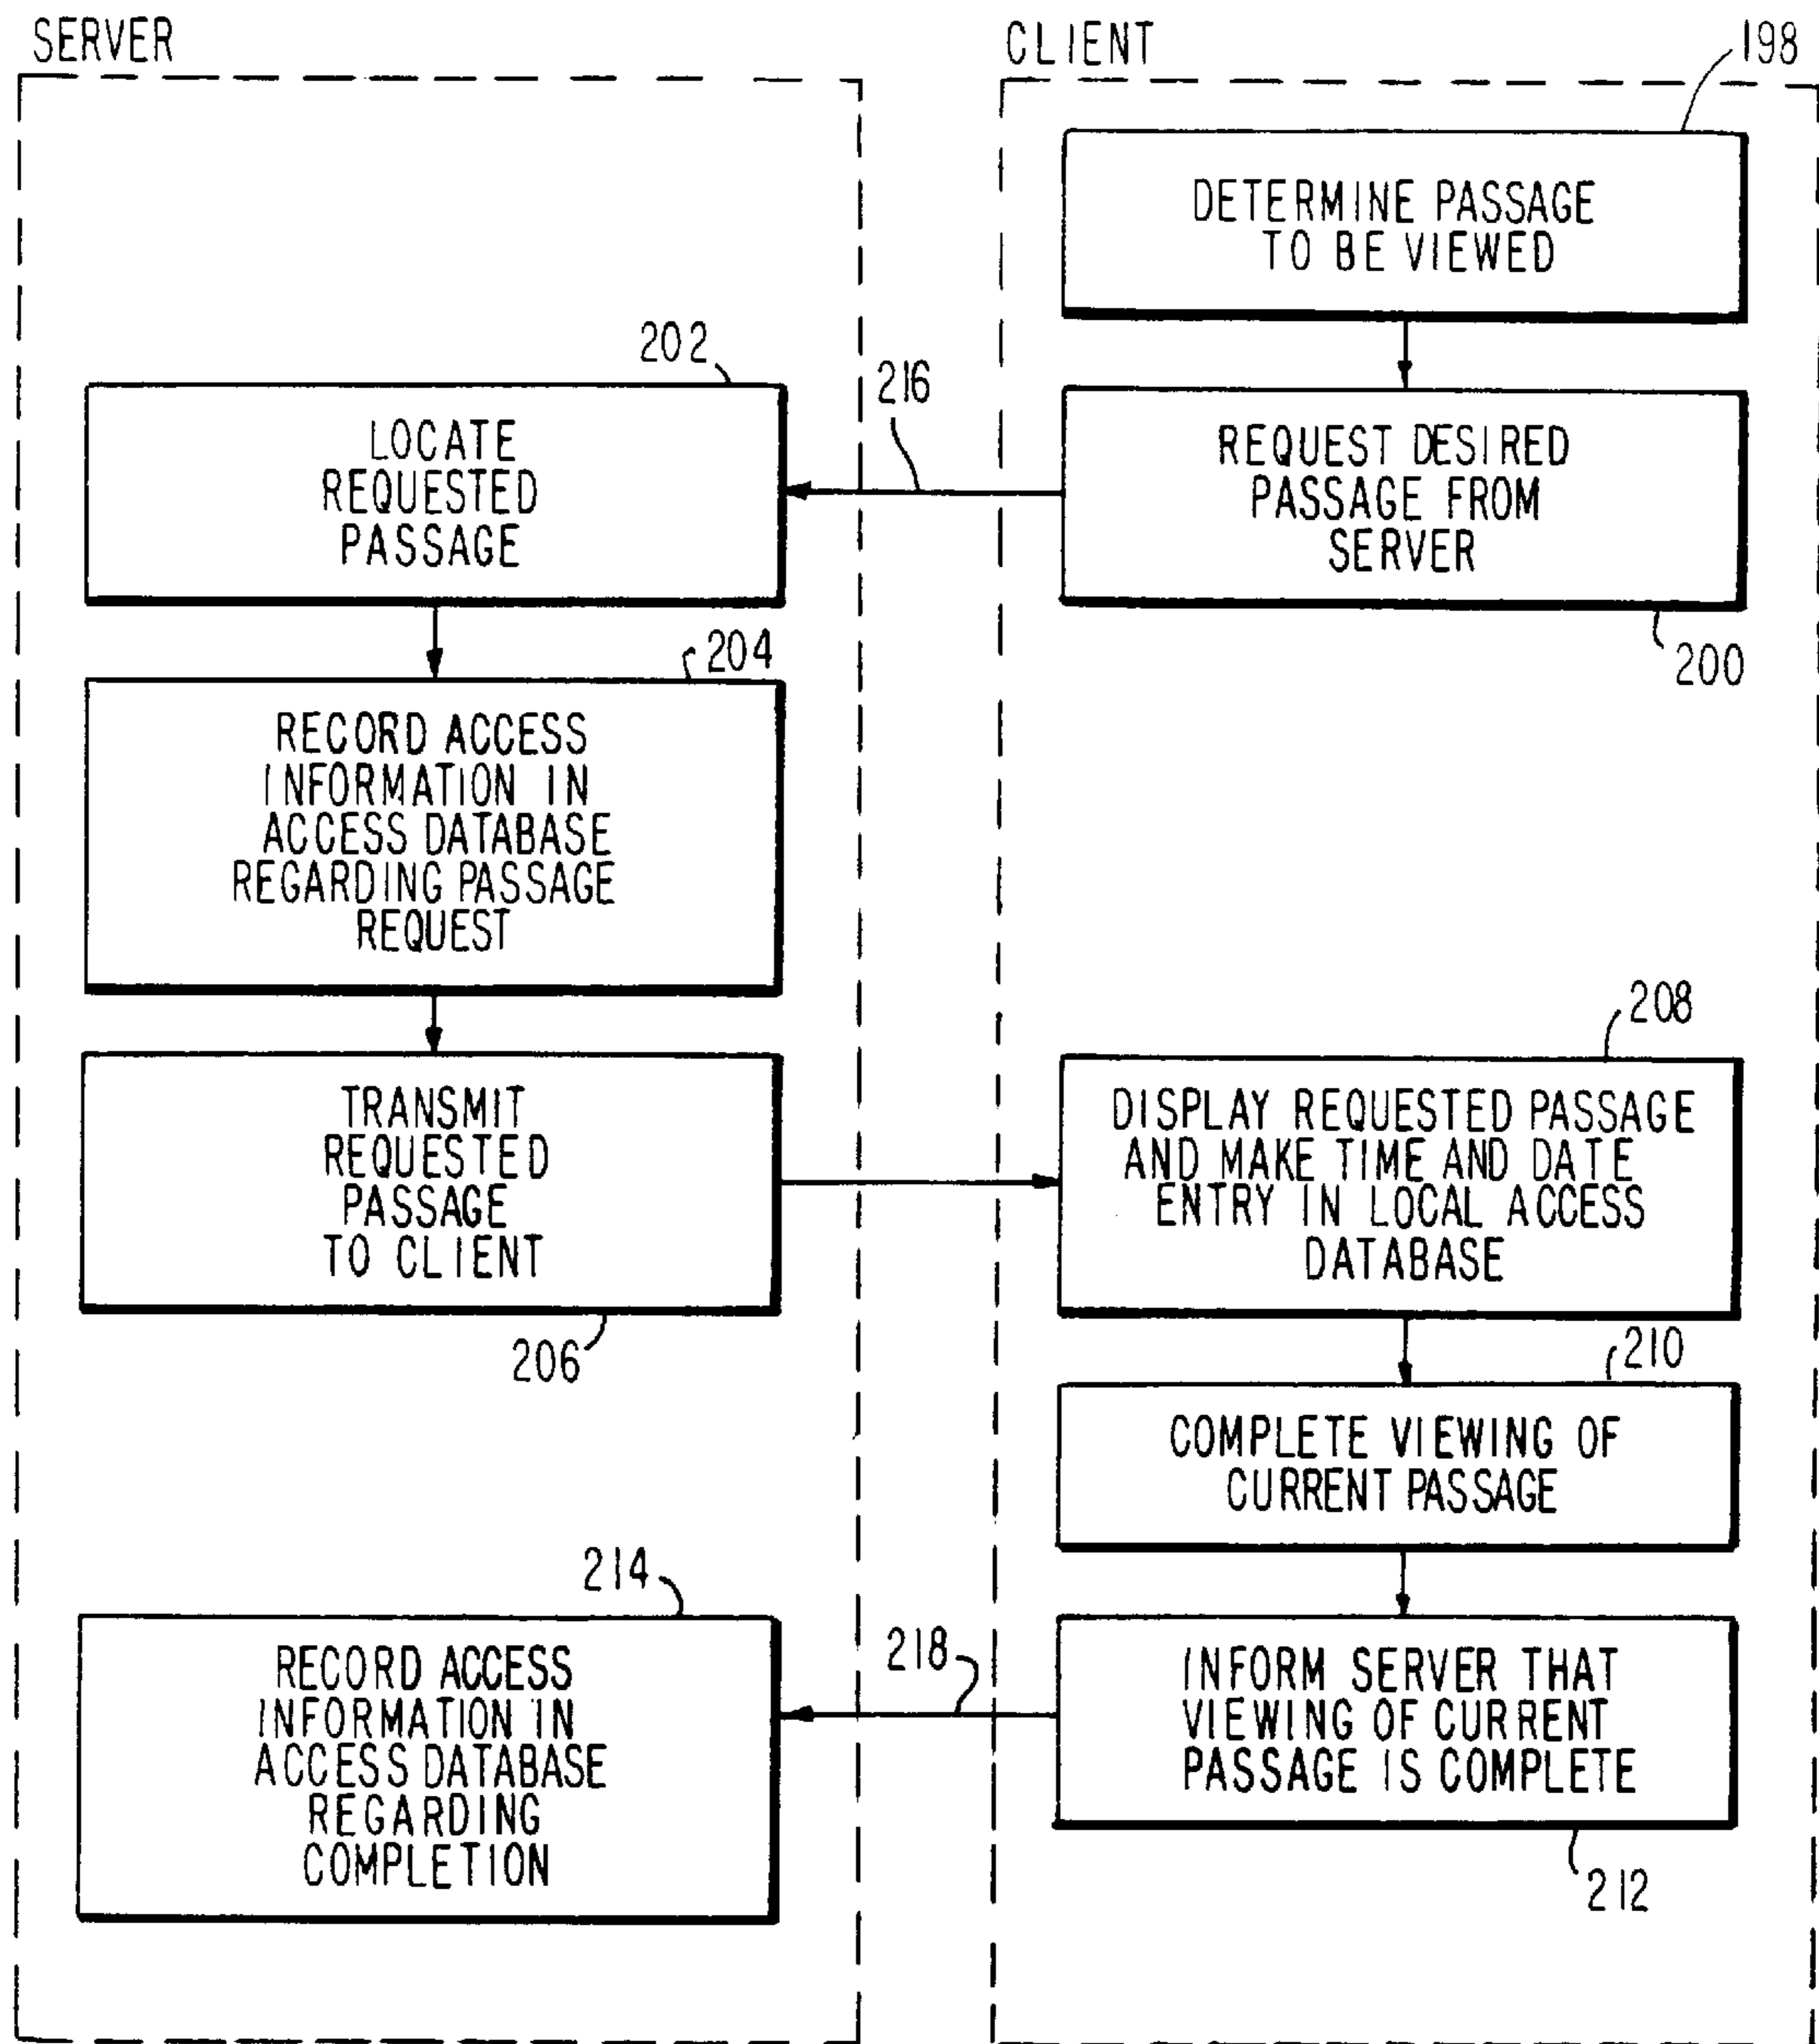 SERVER
CLIENT
198
DETERMINE PASSAGE
TO BE VIEWED
202
216
LOCATE
REQUESTED
PASSAGE
REQUEST DESIRED
PASSAGE FROM
SERVER
200
204
RECORD ACCESS
INFORMATION IN
ACCESS DATABASE
REGARDING PASSAGE
REQUEST
208
TRANSMIT
REQUESTED
PASSAGE
TO CLIENT
206
DISPLAY REQUESTED PASSAGE
AND MAKE TIME AND DATE
ENTRY IN LOCAL ACCESS
DATABASE
210
COMPLETE VIEWING OF
CURRENT PASSAGE
214
218
RECORD ACCESS
INFORMATION IN
ACCESS DATABASE
REGARDING
COMPLETION
INFORM SERVER THAT
VIEWING OF CURRENT
PASSAGE IS COMPLETE
212